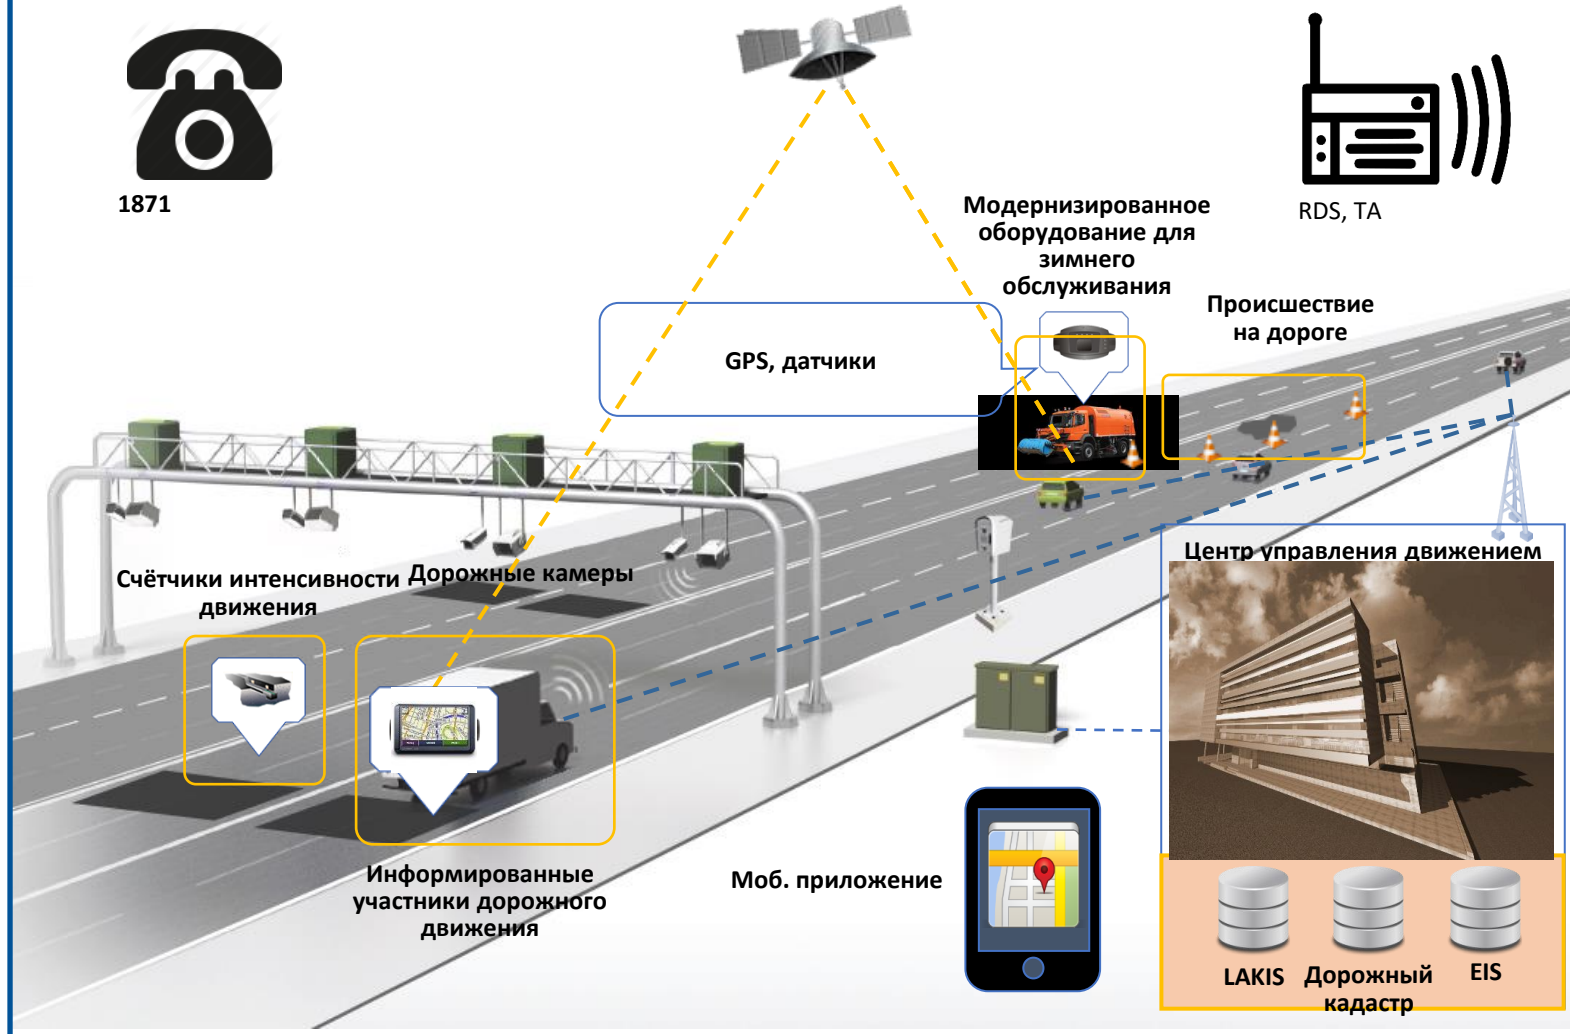 1871
RDS, TA
Модернизированное
оборудование для
зимнего
обслуживания
Происшествие
на дороге
GPS, датчики
Счётчики интенсивности
движения
Дорожные камеры
Центр управления движением
Информированные
участники дорожного
движения
Моб. приложение
LAKIS
Дорожный
кадастр
EIS